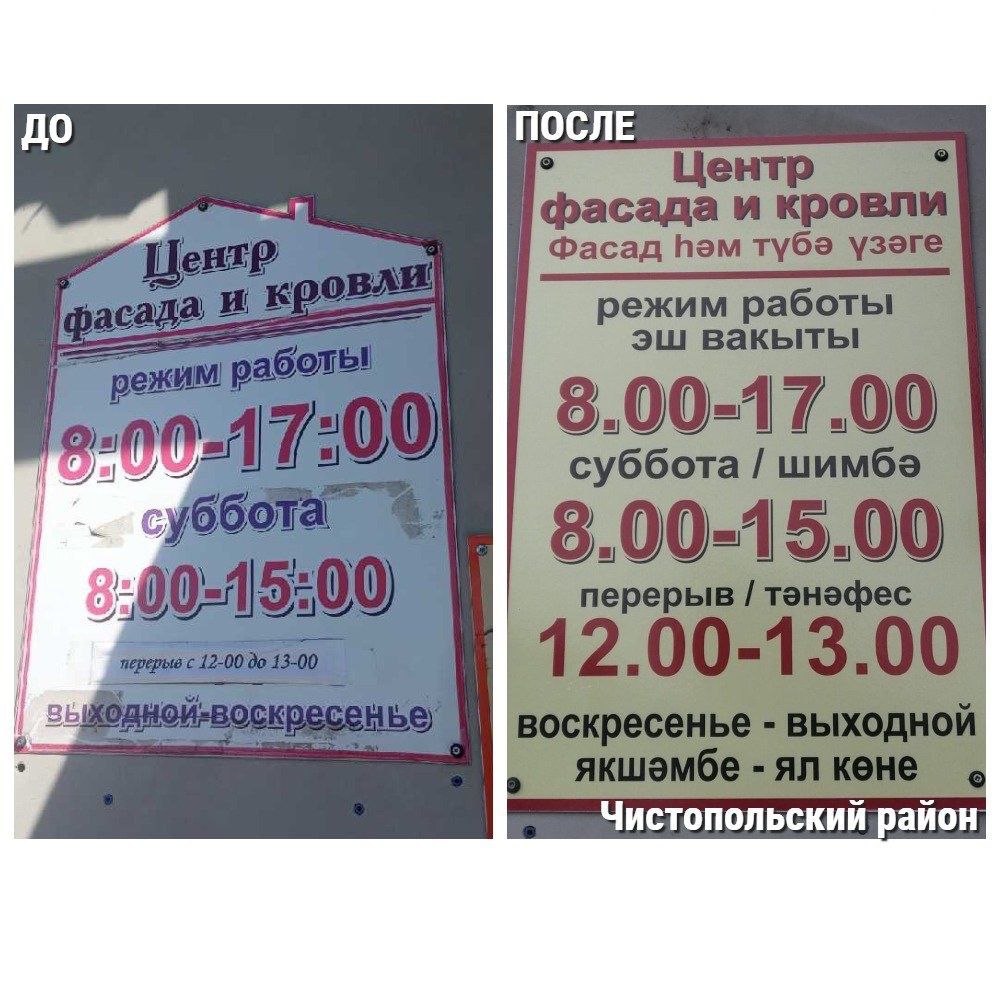 ДО
Центр
фасада и кровли
режим работы
8:00-17:00
суббота
8:00-15:00
перерыв с 12-00 до 13-00
выходной-воскресенье
ПОСЛЕ
Центр
фасада и кровли
Фасад һәм түбә үзәге
режим работы
эш вакыты
8.00-17.00
суббота / шимбә
8.00-15.00
перерыв / тәнәфес
12.00-13.00
воскресенье - выходной
якшәмбе - ял көне
Чистопольский район